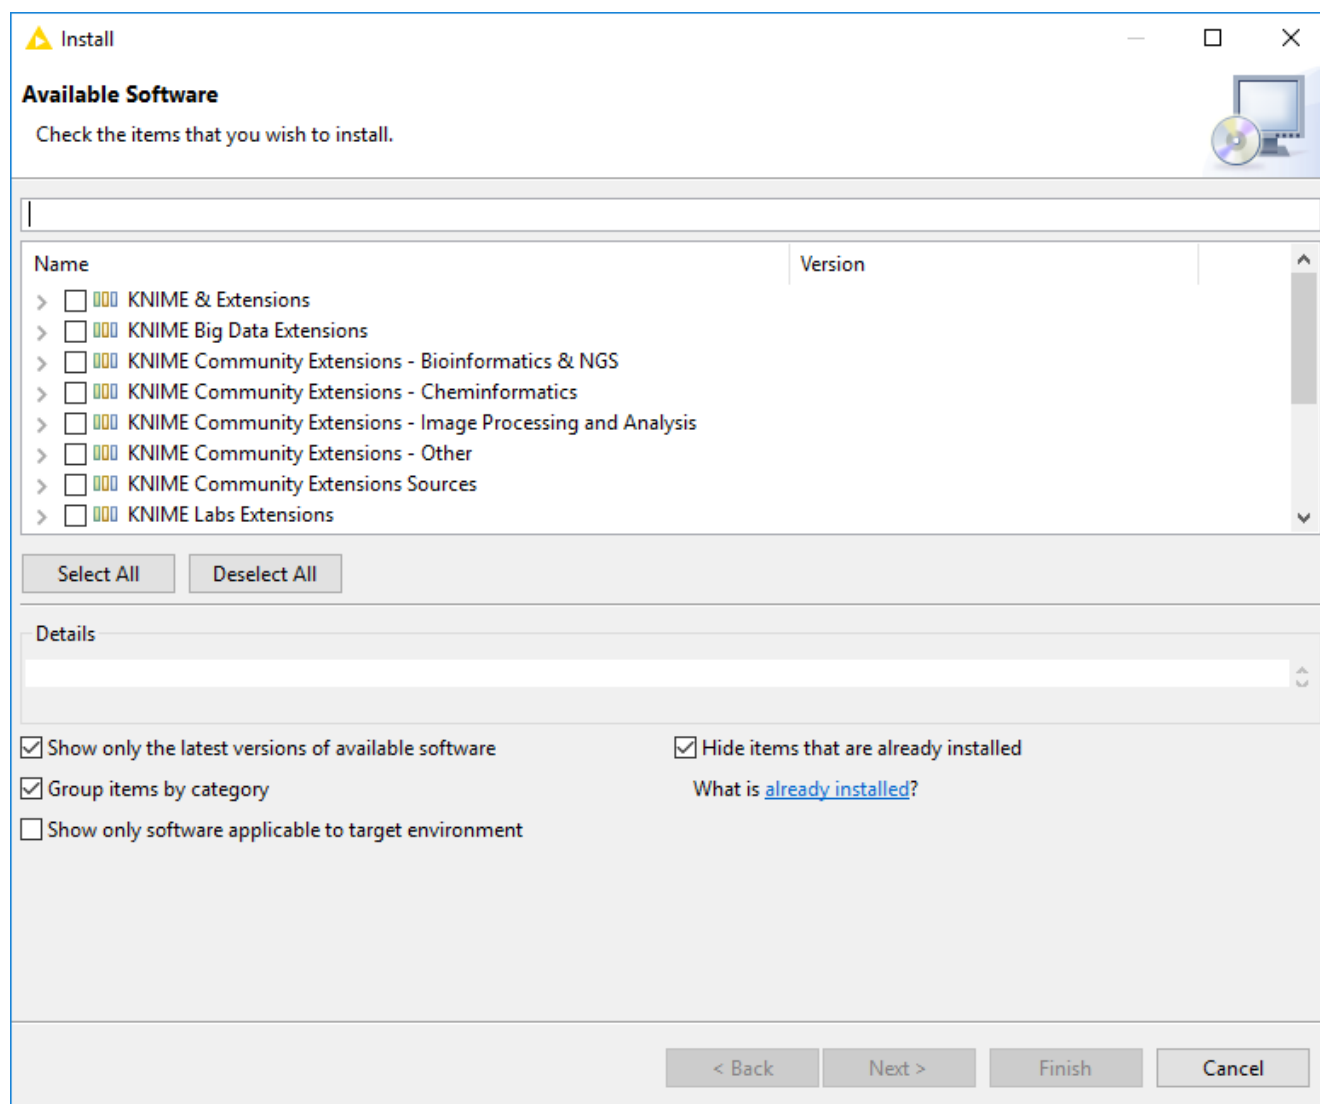 Install
Available Software
Check the items that you wish to install.
Name Version
KNIME & Extensions
KNIME Big Data Extensions
KNIME Community Extensions - Bioinformatics & NGS
KNIME Community Extensions - Cheminformatics
KNIME Community Extensions - Image Processing and Analysis
KNIME Community Extensions - Other
KNIME Community Extensions Sources
KNIME Labs Extensions
Select All Deselect All
Details
Show only the latest versions of available software Hide items that are already installed
Group items by category What is already installed?
Show only software applicable to target environment
< Back Next > Finish Cancel